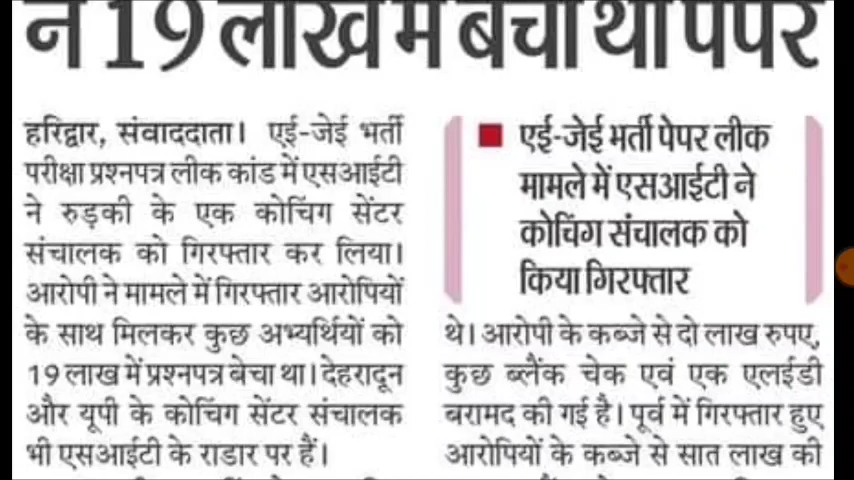 ने 19 लाख में बेचा था पेपर
हरिद्वार, संवाददाता। एई-जेई भर्ती
परीक्षा प्रश्नपत्र लीक कांड में एसआईटी
ने रुड़की के एक कोचिंग सेंटर
संचालक को गिरफ्तार कर लिया।
आरोपी ने मामले में गिरफ्तार आरोपियों
के साथ मिलकर कुछ अभ्यर्थियों को
19 लाख में प्रश्नपत्र बेचा था। देहरादून
और यूपी के कोचिंग सेंटर संचालक
भी एसआईटी के राडार पर हैं।
एई-जेई भर्ती पेपर लीक
मामले में एसआईटी ने
कोचिंग संचालक को
किया गिरफ्तार
थे। आरोपी के कब्जे से दो लाख रुपए,
कुछ ब्लैंक चेक एवं एक एलईडी
बरामद की गई है। पूर्व में गिरफ्तार हुए
आरोपियों के कब्जे से सात लाख की